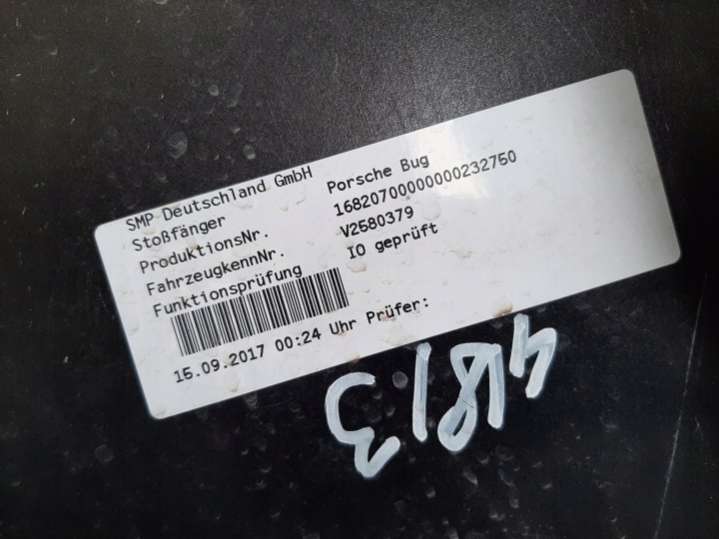 SMP Deutschland GmbH
Stoßfänger Porsche Bug
ProduktionsNr. 16820700000000232750
FahrzeugkennNr. V2580379
Funktionsprüfung IO geprüft
15.09.2017 00:24 Uhr Prüfer: